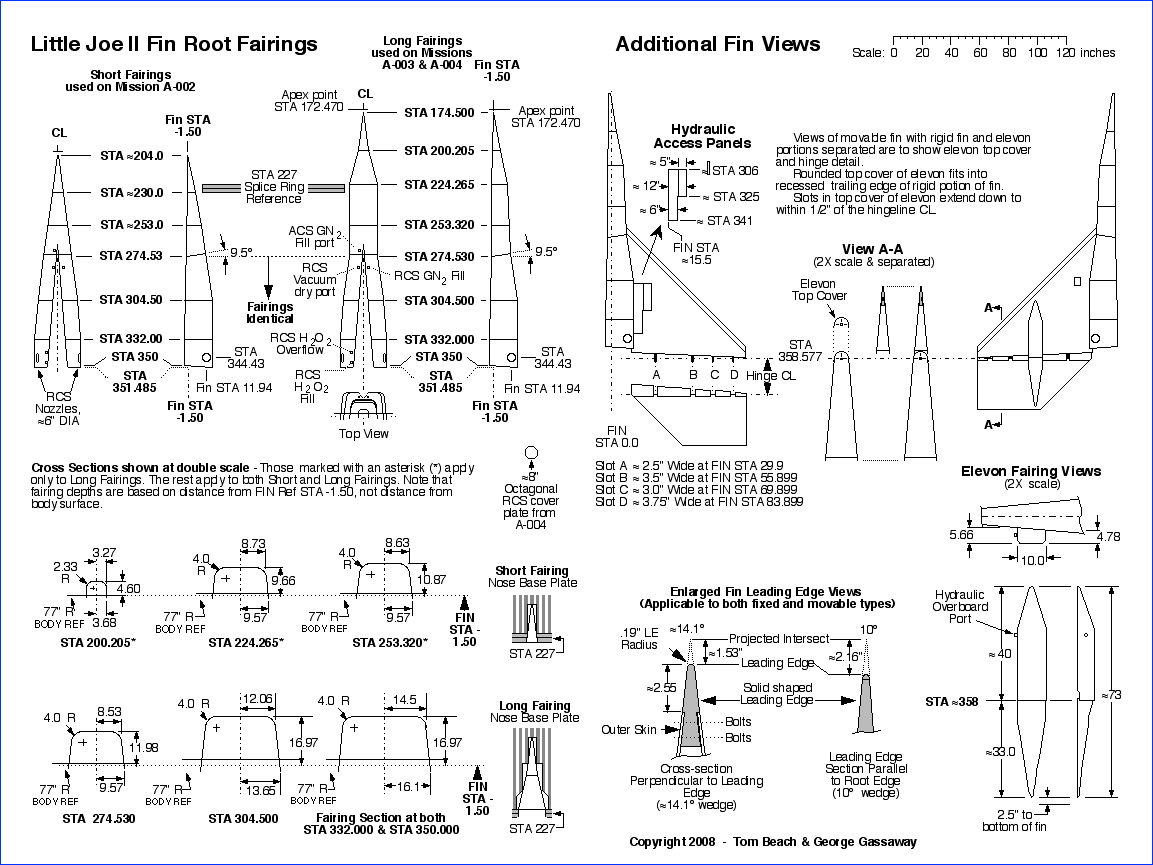 Little Joe II Fin Root Fairings
Short Fairings
used on Mission A-002
Long Fairings
used on Missions
A-003 & A-004
Fin STA
-1.50
Fin STA
-1.50
CL
CL
Apex point
STA 172.470
Apex point
STA 172.470
STA ≈204.0
STA ≈230.0
STA ≈253.0
STA 274.53
STA 304.50
STA 332.00
STA 350
STA
351.485
STA 174.500
STA 200.205
STA 224.265
STA 253.320
STA 274.530
STA 304.500
STA 332.000
STA 350
STA
351.485
STA 227
Splice Ring
Reference
9.5°
9.5°
ACS GN2
Fill port
RCS
Vacuum
dry port
RCS GN2 Fill
Fairings
Identical
RCS H2O2
Overflow
RCS
H2O2
Fill
STA
344.43
STA
344.43
Fin STA 11.94
Fin STA 11.94
Fin STA
-1.50
Fin STA
-1.50
RCS
Nozzles,
≈6" DIA
Top View
Cross Sections shown at double scale - Those marked with an asterisk (*) apply
only to Long Fairings. The rest apply to both Short and Long Fairings. Note that
fairing depths are based on distance from FIN Ref STA -1.50, not distance from
body surface.
≈8"
Octagonal
RCS cover
plate from
A-004
3.27
2.33
R
4.60
3.68
77" R
BODY REF
STA 200.205*
8.73
4.0
R
9.66
9.57
77" R
BODY REF
STA 224.265*
8.63
4.0
R
10.87
9.57
77" R
BODY REF
STA 253.320*
FIN
STA -
1.50
Short Fairing
Nose Base Plate
STA 227
8.53
4.0 R
11.98
9.57
77" R
BODY REF
STA 274.530
12.06
4.0 R
16.97
13.65
77" R
BODY REF
STA 304.500
14.5
4.0 R
16.97
16.1
77" R
BODY REF
Fairing Section at both
STA 332.000 & STA 350.000
FIN
STA -
1.50
Long Fairing
Nose Base Plate
STA 227
Additional Fin Views
Scale: 0 20 40 60 80 100 120 inches
Hydraulic
Access Panels
≈ 5"
≈ 12"
≈ 6"
≈ STA 306
≈ STA 325
≈ STA 341
FIN STA
≈15.5
Views of movable fin with rigid fin and elevon
portions separated are to show elevon top cover
and hinge detail.
Rounded top cover of elevon fits into
recessed trailing edge of rigid potion of fin.
Slots in top cover of elevon extend down to
within 1/2" of the hingeline CL
View A-A
(2X scale & separated)
Elevon
Top Cover
STA
358.577
A
A
A B C D
Hinge CL
FIN
STA 0.0
Slot A ≈ 2.5" Wide at FIN STA 29.9
Slot B ≈ 3.5" Wide at FIN STA 55.899
Slot C ≈ 3.0" Wide at FIN STA 69.899
Slot D ≈ 3.75" Wide at FIN STA 83.899
Elevon Fairing Views
(2X scale)
5.66
4.78
10.0
Enlarged Fin Leading Edge Views
(Applicable to both fixed and movable types)
.19" LE
Radius
≈14.1°
Projected Intersect
10°
≈1.53"
Leading Edge
≈2.16"
≈2.55
Solid shaped
Leading Edge
Bolts
Outer Skin
Bolts
Cross-section
Perpendicular to Leading
Edge
(≈14.1° wedge)
Leading Edge
Section Parallel
to Root Edge
(10° wedge)
Hydraulic
Overboard
Port
≈ 40
STA ≈358
≈73
≈33.0
2.5" to
bottom of fin
Copyright 2008 - Tom Beach & George Gassaway